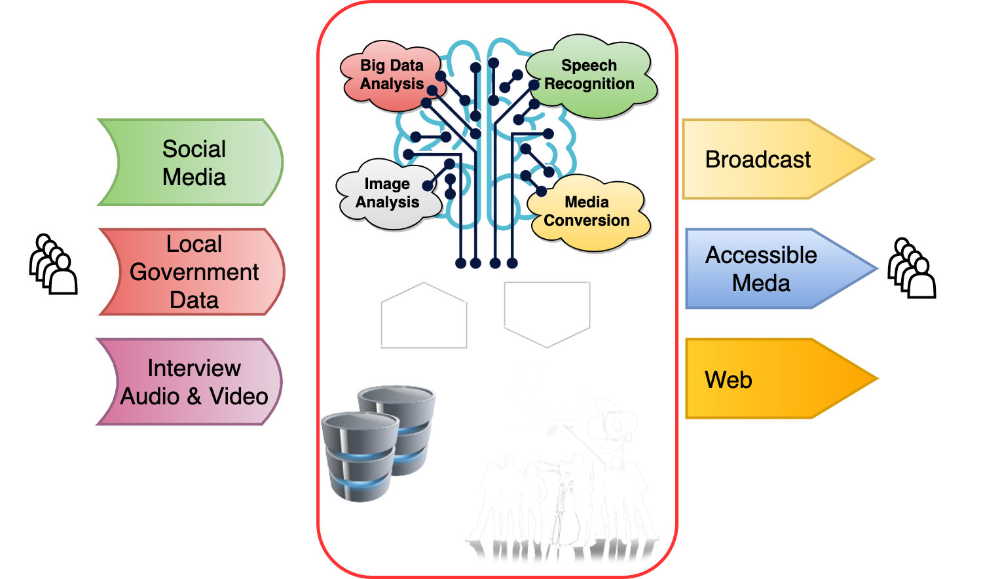 Big Data
Analysis
Speech
Recognition
Image
Analysis
Media
Conversion
Social
Media
Local
Government
Data
Interview
Audio & Video
Broadcast
Accessible
Meda
Web